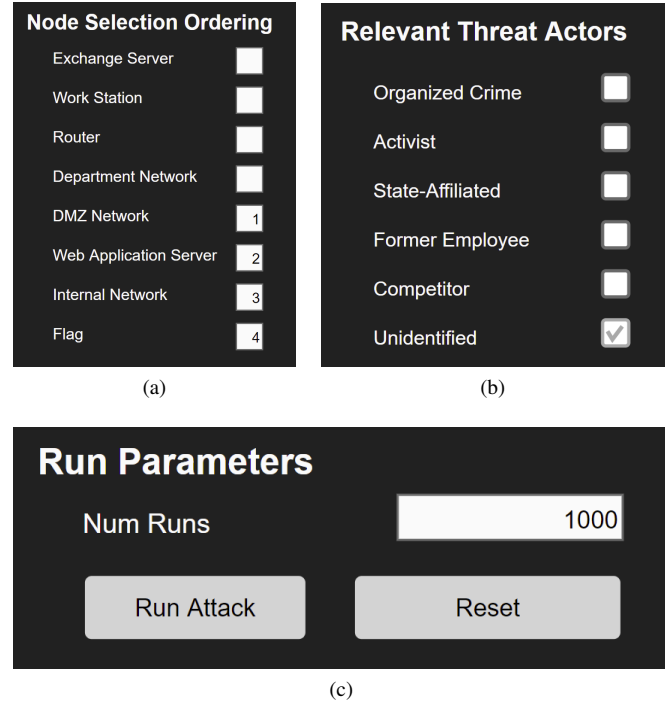 Node Selection Ordering
Exchange Server
Work Station
Router
Department Network
DMZ Network 1
Web Application Server 2
Internal Network 3
Flag 4
(a)
Relevant Threat Actors
Organized Crime
Activist
State-Affiliated
Former Employee
Competitor
Unidentified
(b)
Run Parameters
Num Runs 1000
Run Attack Reset
(c)